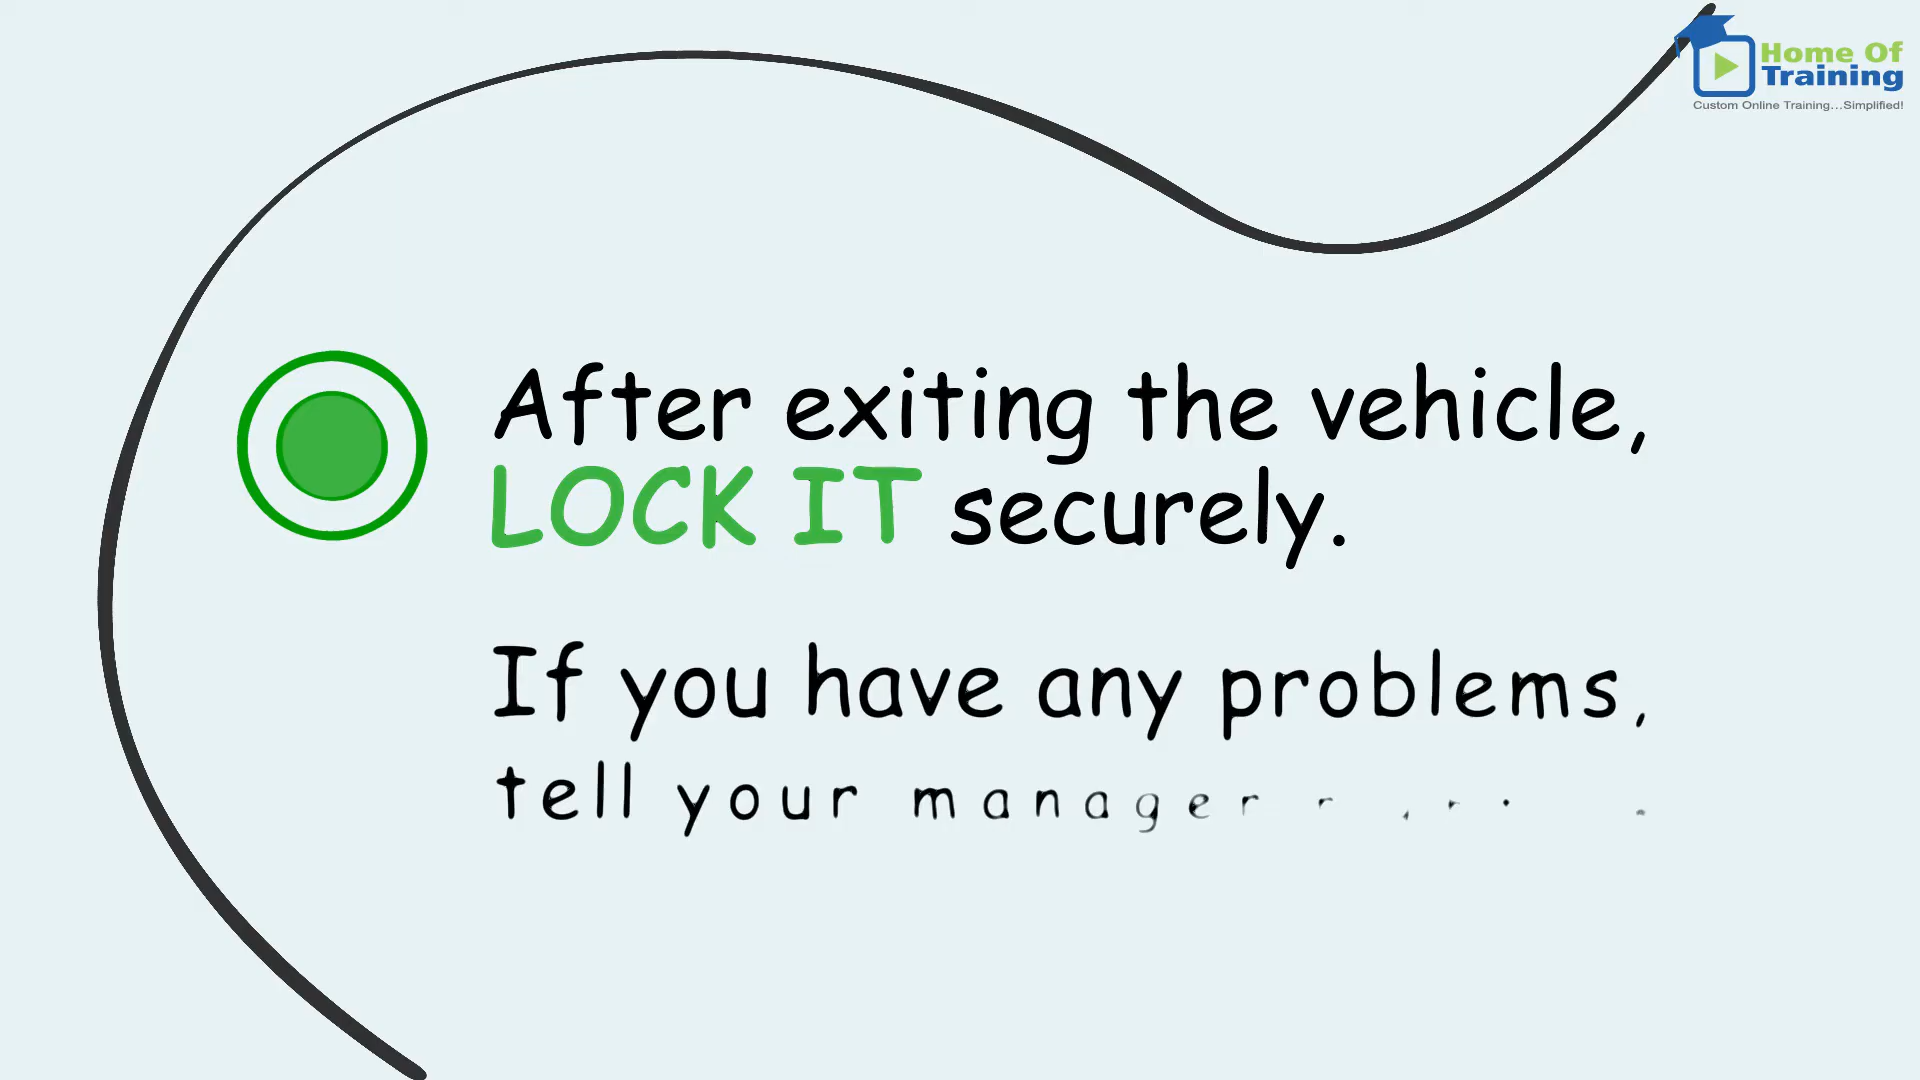 Home Of
Training
Custom Online Training...Simplified!
After exiting the vehicle,
LOCK IT securely.
If you have any problems,
tell your manager